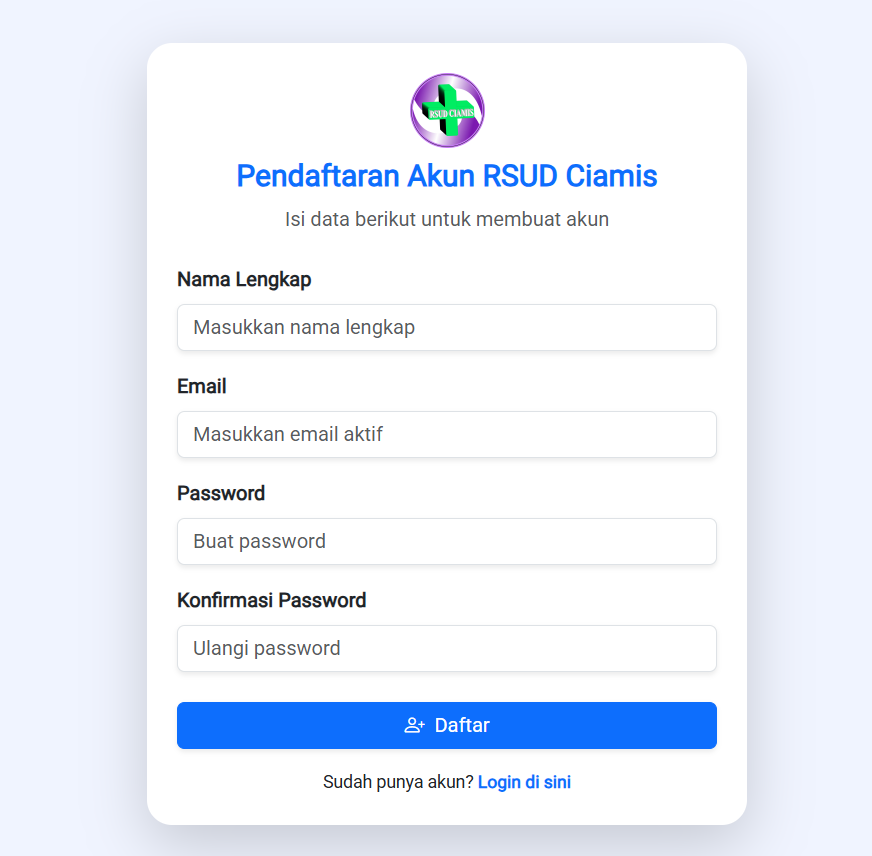 RSUD CIAMIS
Pendaftaran Akun RSUD Ciamis
Isi data berikut untuk membuat akun
Nama Lengkap
Masukkan nama lengkap
Email
Masukkan email aktif
Password
Buat password
Konfirmasi Password
Ulangi password
Daftar
Sudah punya akun? Login di sini